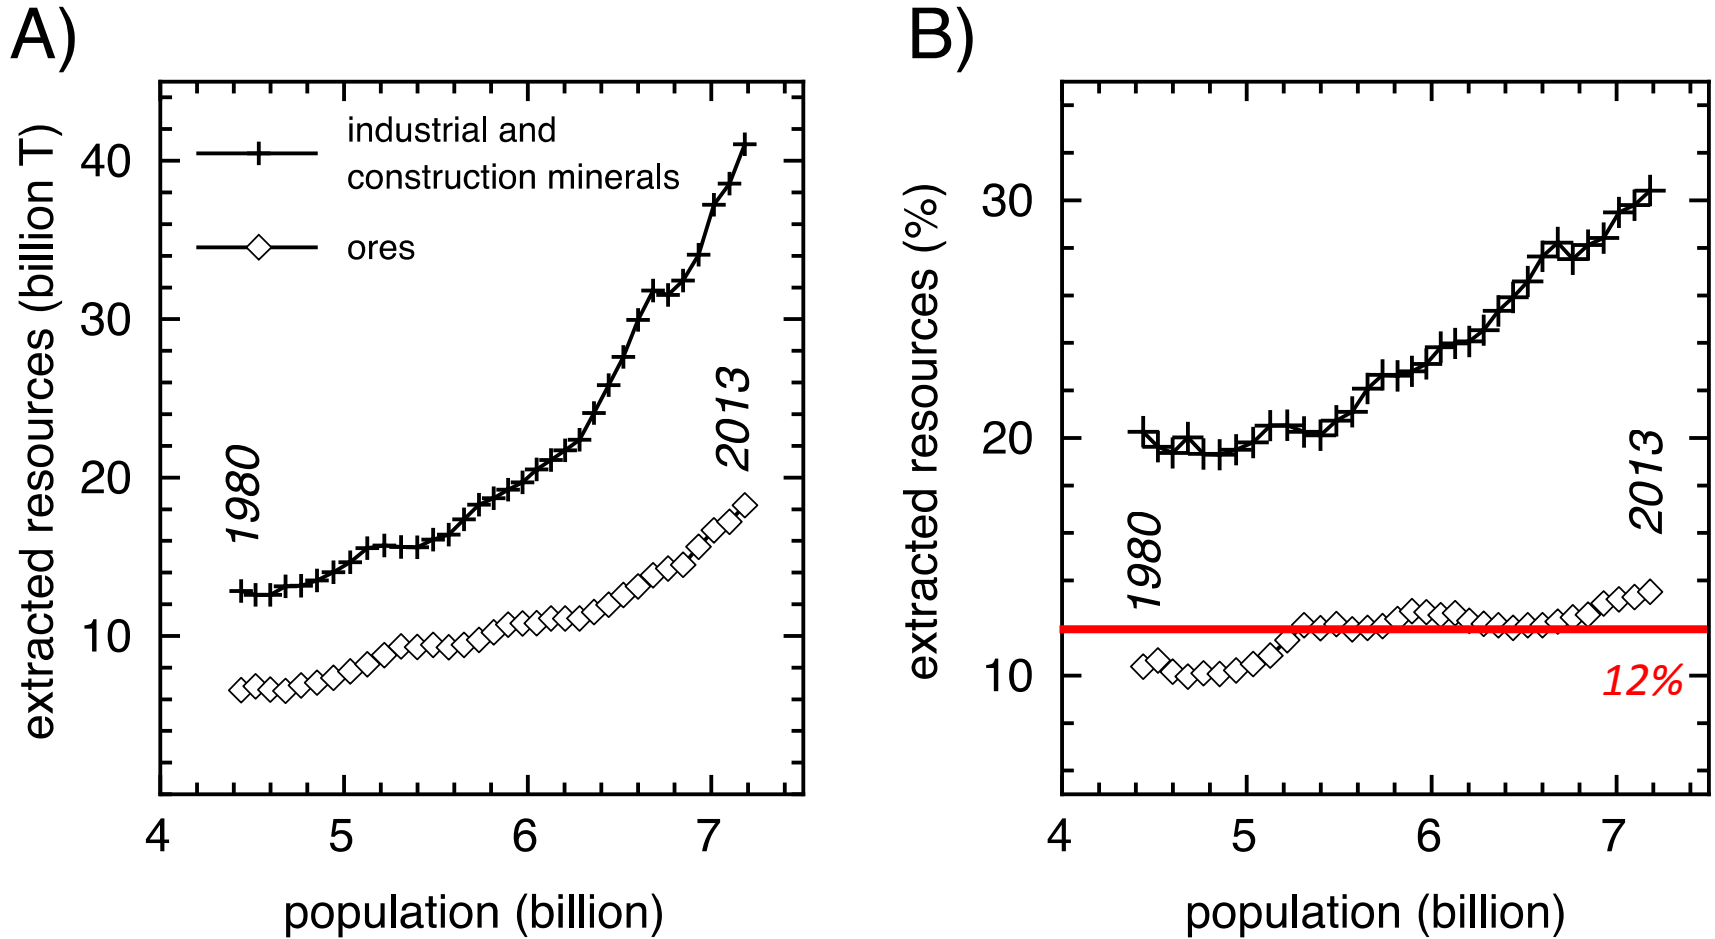 A)
extracted resources (billion T)
40
30
20
10
industrial and
construction minerals
ores
1980
2013
4
5
6
7
population (billion)
B)
extracted resources (%)
30
20
10
1980
2013
12%
4
5
6
7
population (billion)